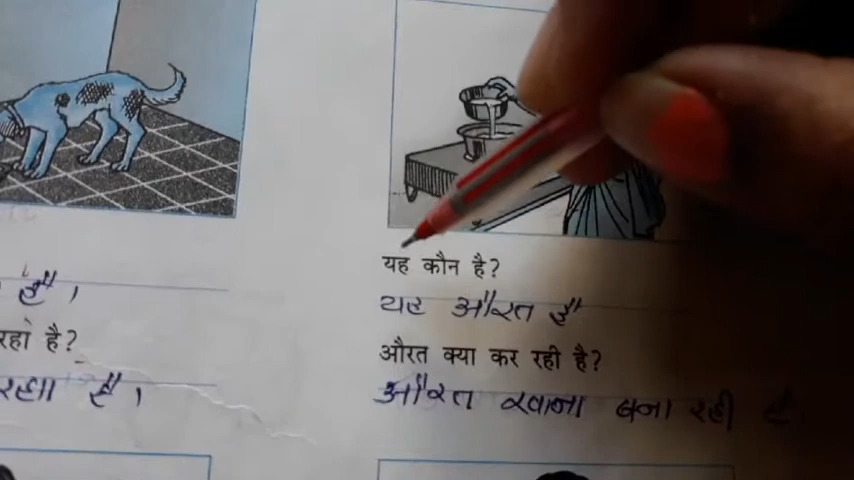 है।
रहा है?
रहा है।
यह कौन है?
यह औरत है
औरत क्या कर रही है?
औरत खाना बना रही है।